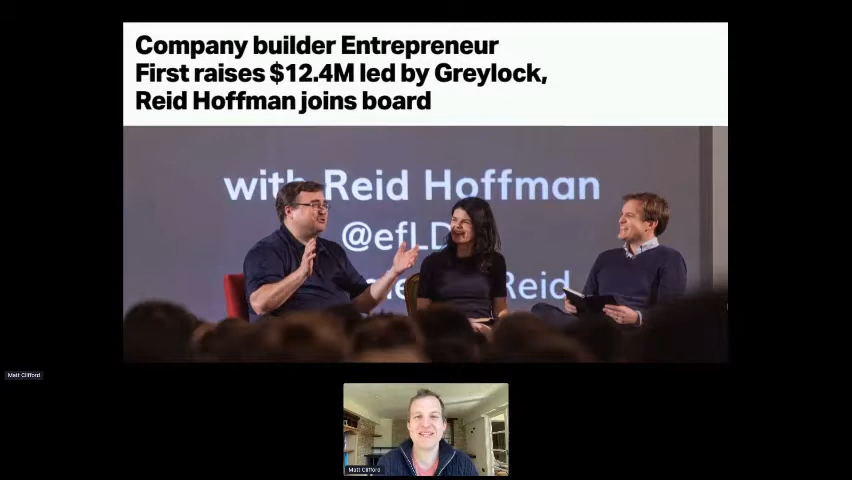 Company builder Entrepreneur
First raises $12.4M led by Greylock,
Reid Hoffman joins board
with Reid Hoffman
@efLD
Reid
Matt Clifford
Matt Clifford